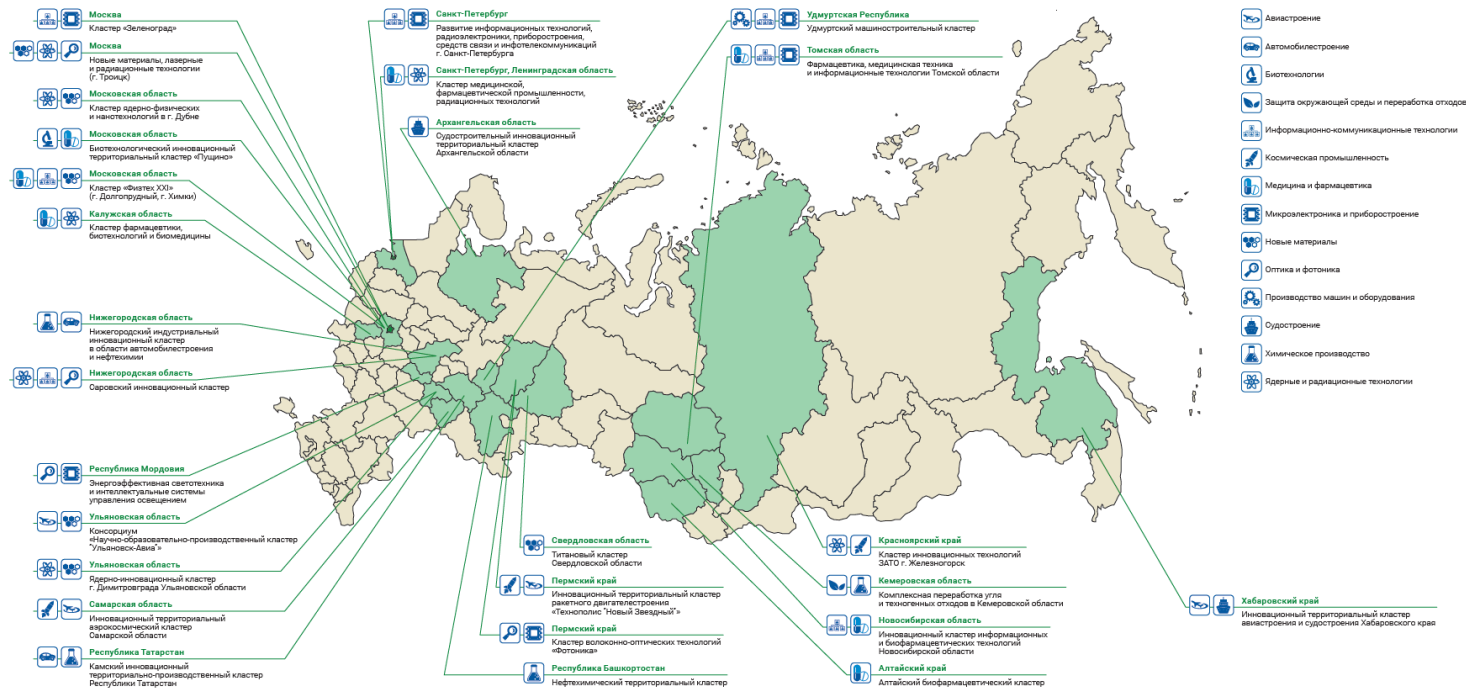 Москва
Кластер «Зеленоград»
Москва
Новые материалы, лазерные
и радиационные технологии
(г. Троицк)
Московская область
Кластер ядерно-физических
и нанотехнологий в г. Дубне
Московская область
Биотехнологический инновационный
территориальный кластер «Пущино»
Московская область
Кластер «Физтех XXI»
(г. Долгопрудный, г. Химки)
Калужская область
Кластер фармацевтики,
биотехнологий и биомедицины
Нижегородская область
Нижегородский индустриальный
инновационный кластер
в области автомобилестроения
и нефтехимии
Нижегородская область
Саровский инновационный кластер
Республика Мордовия
Энергоэффективная светотехника
и интеллектуальные системы
управления освещением
Ульяновская область
Консорциум
«Научно-образовательно-производственный кластер
"Ульяновск-Авиа"»
Ульяновская область
Ядерно-инновационный кластер
г. Димитровграда Ульяновской области
Самарская область
Инновационный территориальный
аэрокосмический кластер
Самарской области
Республика Татарстан
Камский инновационный
территориально-производственный кластер
Республики Татарстан
Санкт-Петербург
Развитие информационных технологий,
радиоэлектроники, приборостроения,
средств связи и инфотелекоммуникаций
г. Санкт-Петербурга
Санкт-Петербург, Ленинградская область
Кластер медицинской,
фармацевтической промышленности,
радиационных технологий
Архангельская область
Судостроительный инновационный
территориальный кластер
Архангельской области
Удмуртская Республика
Удмуртский машиностроительный кластер
Томская область
Фармацевтика, медицинская техника
и информационные технологии Томской области
Свердловская область
Титановый кластер
Свердловской области
Пермский край
Инновационный территориальный кластер
ракетного двигателестроения
«Технополис "Новый Звездный"»
Пермский край
Кластер волоконно-оптических технологий
«Фотоника»
Республика Башкортостан
Нефтехимический территориальный кластер
Красноярский край
Кластер инновационных технологий
ЗАТО г. Железногорск
Кемеровская область
Комплексная переработка угля
и техногенных отходов в Кемеровской области
Новосибирская область
Инновационный кластер информационных
и биофармацевтических технологий
Новосибирской области
Алтайский край
Алтайский биофармацевтический кластер
Хабаровский край
Инновационный территориальный кластер
авиастроения и судостроения Хабаровского края
Авиастроение
Автомобилестроение
Биотехнологии
Защита окружающей среды и переработка отходов
Информационно-коммуникационные технологии
Космическая промышленность
Медицина и фармацевтика
Микроэлектроника и приборостроение
Новые материалы
Оптика и фотоника
Производство машин и оборудования
Судостроение
Химическое производство
Ядерные и радиационные технологии